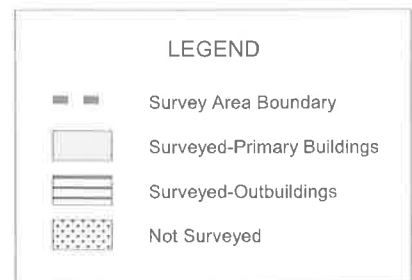 LEGEND
Survey Area Boundary
Surveyed-Primary Buildings
Surveyed-Outbuildings
Not Surveyed